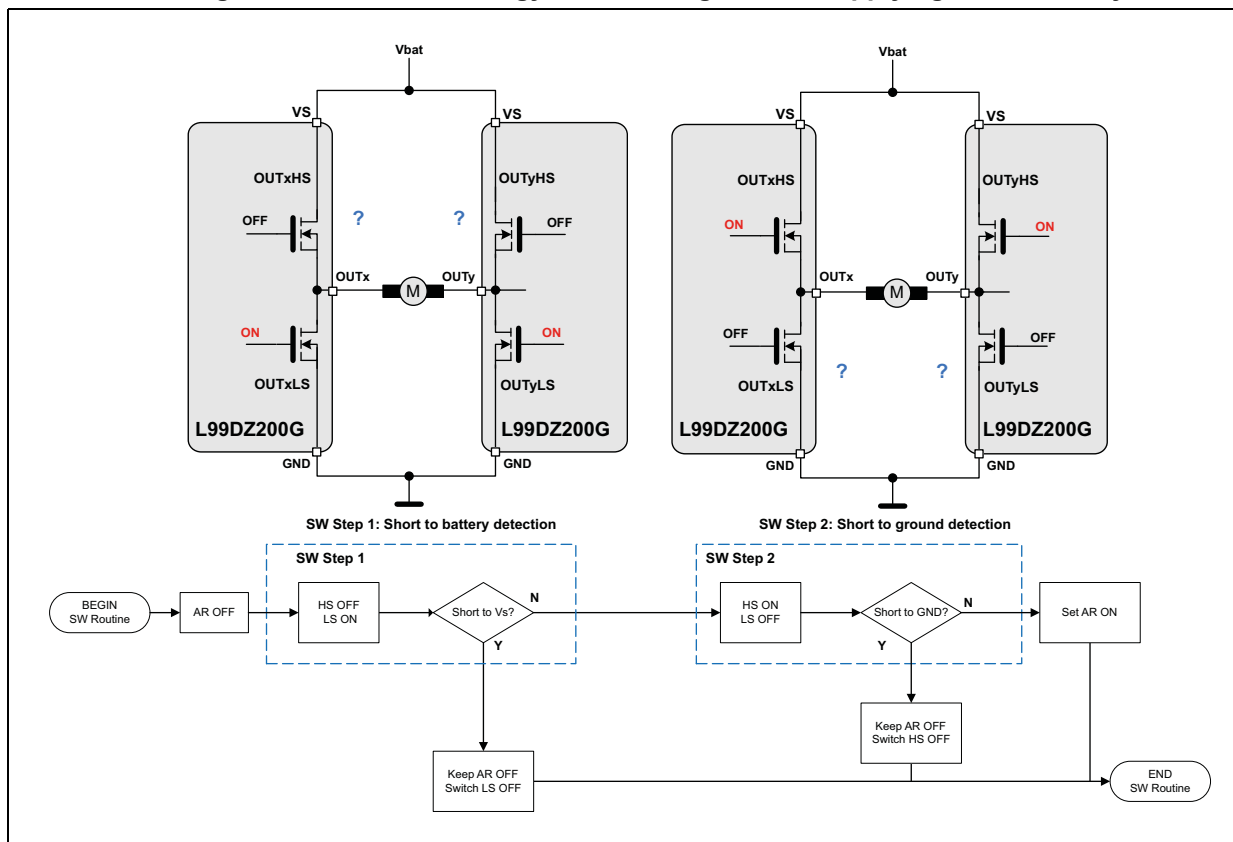 Vbat
VS
VS
OUTxHS
OUTyHS
OFF
?
?
OFF
OUTx
OUTy
M
ON
ON
OUTxLS
OUTyLS
L99DZ200G
L99DZ200G
GND
GND
Vbat
VS
VS
OUTxHS
OUTyHS
ON
ON
OUTx
OUTy
M
OFF
OFF
?
?
OUTxLS
OUTyLS
L99DZ200G
L99DZ200G
GND
GND
SW Step 1: Short to battery detection
SW Step 2: Short to ground detection
SW Step 1
SW Step 2
BEGIN
SW Routine
AR OFF
HS OFF
LS ON
Short to Vs?
N
Y
HS ON
LS OFF
Short to GND?
N
Y
Set AR ON
Keep AR OFF
Switch HS OFF
Keep AR OFF
Switch LS OFF
END
SW Routine